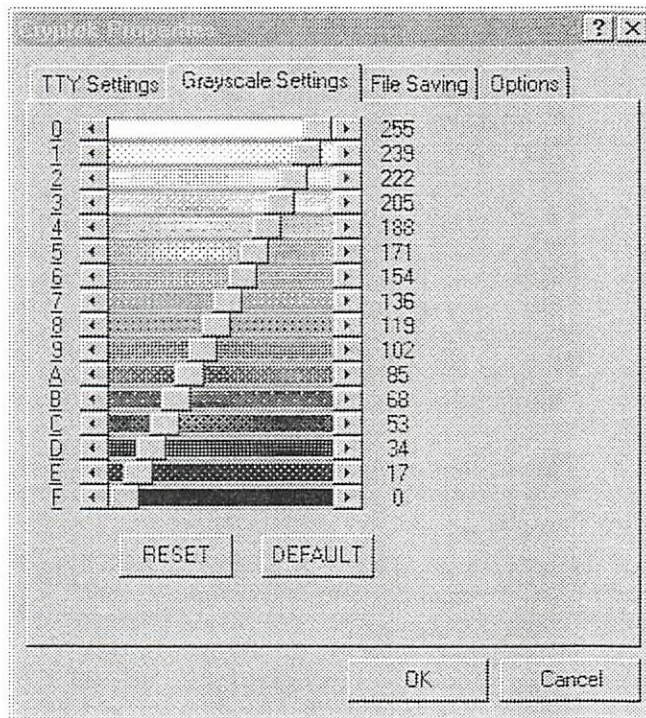 Properties ? ×
TTY Settings Grayscale Settings File Saving Options
0 255
1 239
2 222
3 205
4 188
5 171
6 154
7 136
8 119
9 102
A 85
B 68
C 53
D 34
E 17
F 0
RESET DEFAULT
OK Cancel